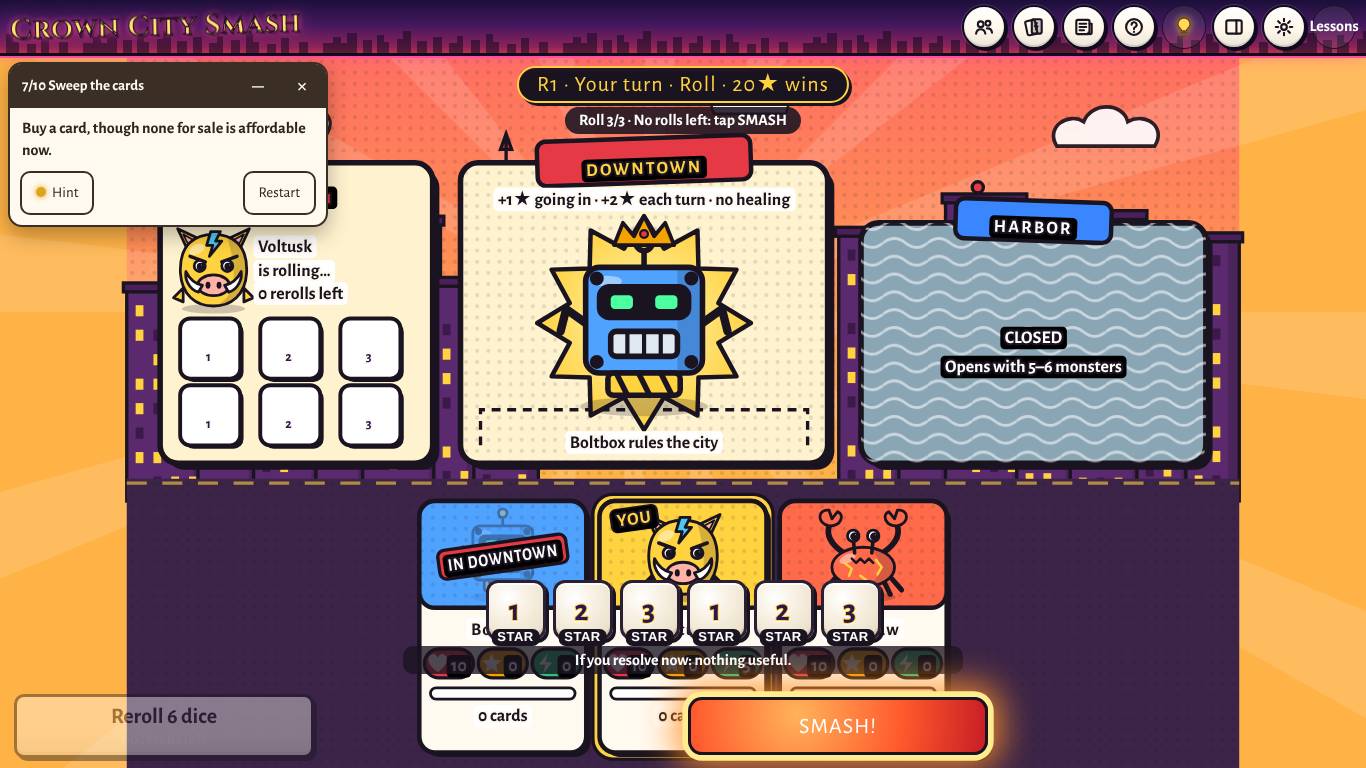 Crown City Smash
Lessons
7/10 Sweep the cards
Buy a card, though none for sale is affordable
now.
Hint
Restart
R1 · Your turn · Roll · 20★ wins
Roll 3/3 · No rolls left: tap SMASH
Voltusk
is rolling...
0 rerolls left
1
2
3
1
2
3
DOWNTOWN
+1★ going in · +2★ each turn · no healing
Boltbox rules the city
HARBOR
CLOSED
Opens with 5–6 monsters
IN DOWNTOWN
YOU
1
2
3
1
2
3
STAR
STAR
STAR
STAR
STAR
STAR
If you resolve now: nothing useful.
10
0
0
10
0
0
0 cards
Reroll 6 dice
SMASH!